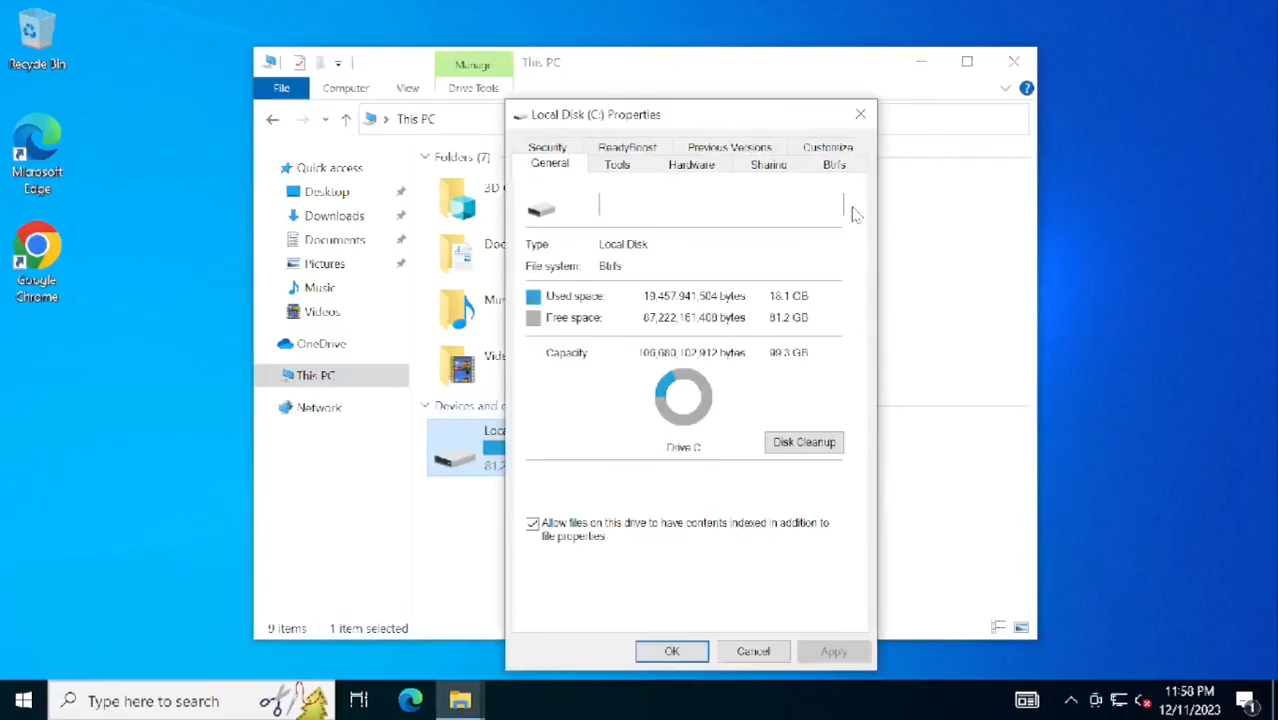 Recycle Bin
Microsoft
Edge
Google
Chrome
Manage
This PC
File
Computer
View
Drive Tools
This PC
Quick access
Desktop
Downloads
Documents
Pictures
Music
Videos
OneDrive
This PC
Network
Folders (7)
3D
Doc
Mu
Vide
Devices and
Loca
81.2
9 items
1 item selected
Local Disk (C:) Properties
Security
ReadyBoost
Previous Versions
Customize
General
Tools
Hardware
Sharing
Btrfs
Type
Local Disk
File system:
Btrfs
Used space:
19,457,941,504 bytes
18.1 GB
Free space:
87,222,161,408 bytes
81.2 GB
Capacity
106,680,102,912 bytes
99.3 GB
Drive C
Disk Cleanup
Allow files on this drive to have contents indexed in addition to
file properties
OK
Cancel
Apply
Type here to search
11:58 PM
12/11/2023
1